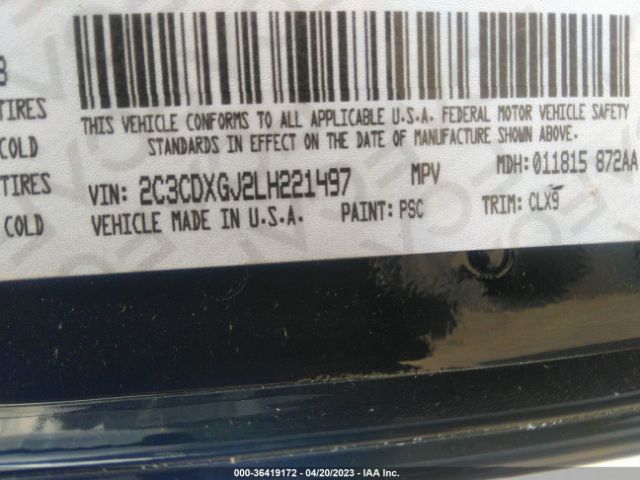 8
TIRES
COLD
TIRES
COLD
THIS VEHICLE CONFORMS TO ALL APPLICABLE U.S.A. FEDERAL MOTOR VEHICLE SAFETY
STANDARDS IN EFFECT ON THE DATE OF MANUFACTURE SHOWN ABOVE.
VIN: 2C3CDXGJ2LH221497 MPV MDH: 011815 872AA
VEHICLE MADE IN U.S.A. PAINT: PSC TRIM: CLX9
000-36419172 | 04/20/2023 | IAA Inc.